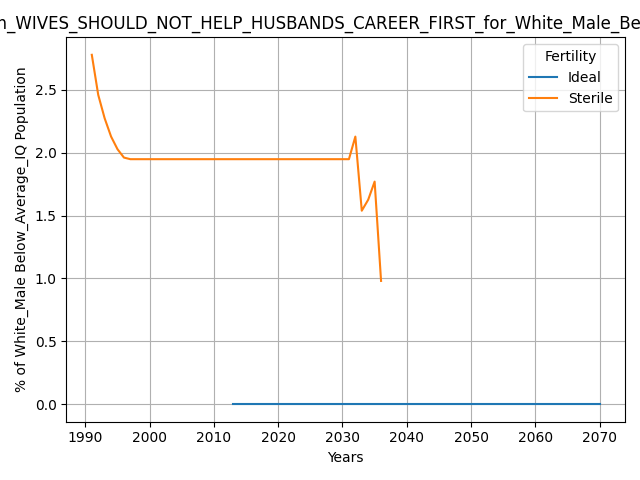 n_WIVES_SHOULD_NOT_HELP_HUSBANDS_CAREER_FIRST_for_White_Male_Be
Fertility
Ideal
Sterile
% of White_Male Below_Average_IQ Population
2.5
2.0
1.5
1.0
0.5
0.0
1990 2000 2010 2020 2030 2040 2050 2060 2070
Years